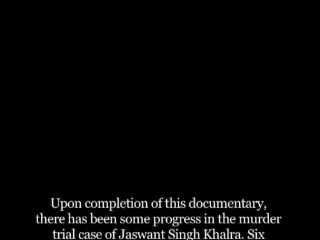 Upon completion of this documentary,
there has been some progress in the murder
trial case of Jaswant Singh Khalra. Six